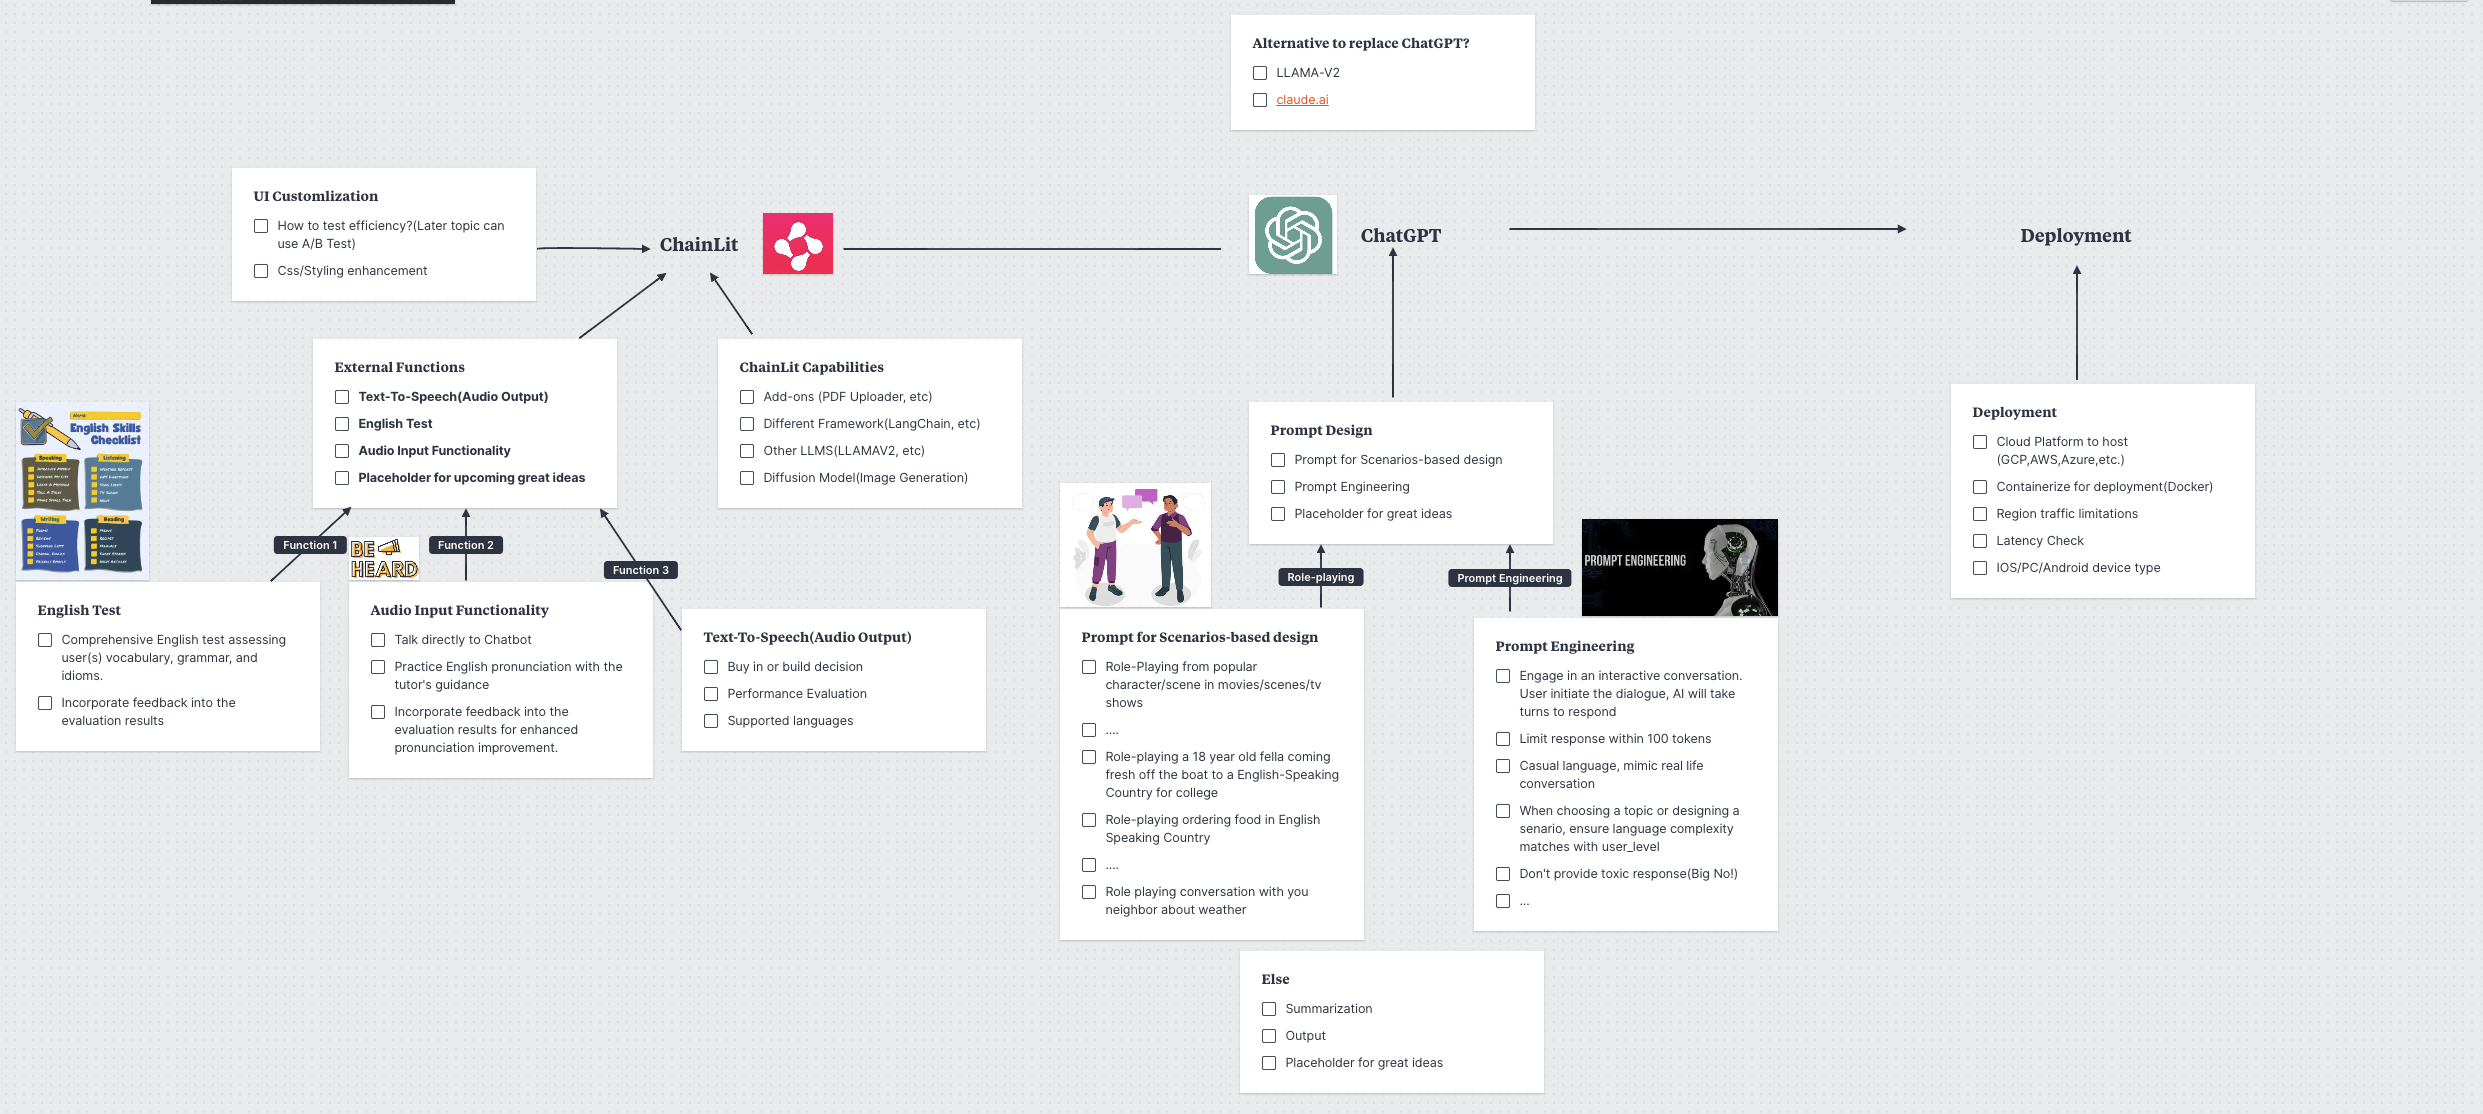 Alternative to replace ChatGPT?
LLAMA-V2
claude.ai
UI Customlization
How to test efficiency?(Later topic can
use A/B Test)
Css/Styling enhancement
ChainLit
ChatGPT
Deployment
External Functions
Text-To-Speech(Audio Output)
English Test
Audio Input Functionality
Placeholder for upcoming great ideas
ChainLit Capabilities
Add-ons (PDF Uploader, etc)
Different Framework(LangChain, etc)
Other LLMS(LLAMAV2, etc)
Diffusion Model(Image Generation)
Prompt Design
Prompt for Scenarios-based design
Prompt Engineering
Placeholder for great ideas
Deployment
Cloud Platform to host
(GCP,AWS,Azure,etc.)
Containerize for deployment(Docker)
Region traffic limitations
Latency Check
IOS/PC/Android device type
English Skills
Checklist
Speaking
Listening
Writing
Reading
Function 1
BE
HEARD
Function 2
Function 3
Role-playing
Prompt Engineering
PROMPT ENGINEERING
English Test
Comprehensive English test assessing
user(s) vocabulary, grammar, and
idioms.
Incorporate feedback into the
evaluation results
Audio Input Functionality
Talk directly to Chatbot
Practice English pronunciation with the
tutor's guidance
Incorporate feedback into the
evaluation results for enhanced
pronunciation improvement.
Text-To-Speech(Audio Output)
Buy in or build decision
Performance Evaluation
Supported languages
Prompt for Scenarios-based design
Role-Playing from popular
character/scene in movies/scenes/tv
shows
....
Role-playing a 18 year old fella coming
fresh off the boat to a English-Speaking
Country for college
Role-playing ordering food in English
Speaking Country
....
Role playing conversation with you
neighbor about weather
Prompt Engineering
Engage in an interactive conversation.
User initiate the dialogue, AI will take
turns to respond
Limit response within 100 tokens
Casual language, mimic real life
conversation
When choosing a topic or designing a
senario, ensure language complexity
matches with user_level
Don't provide toxic response(Big No!)
...
Else
Summarization
Output
Placeholder for great ideas